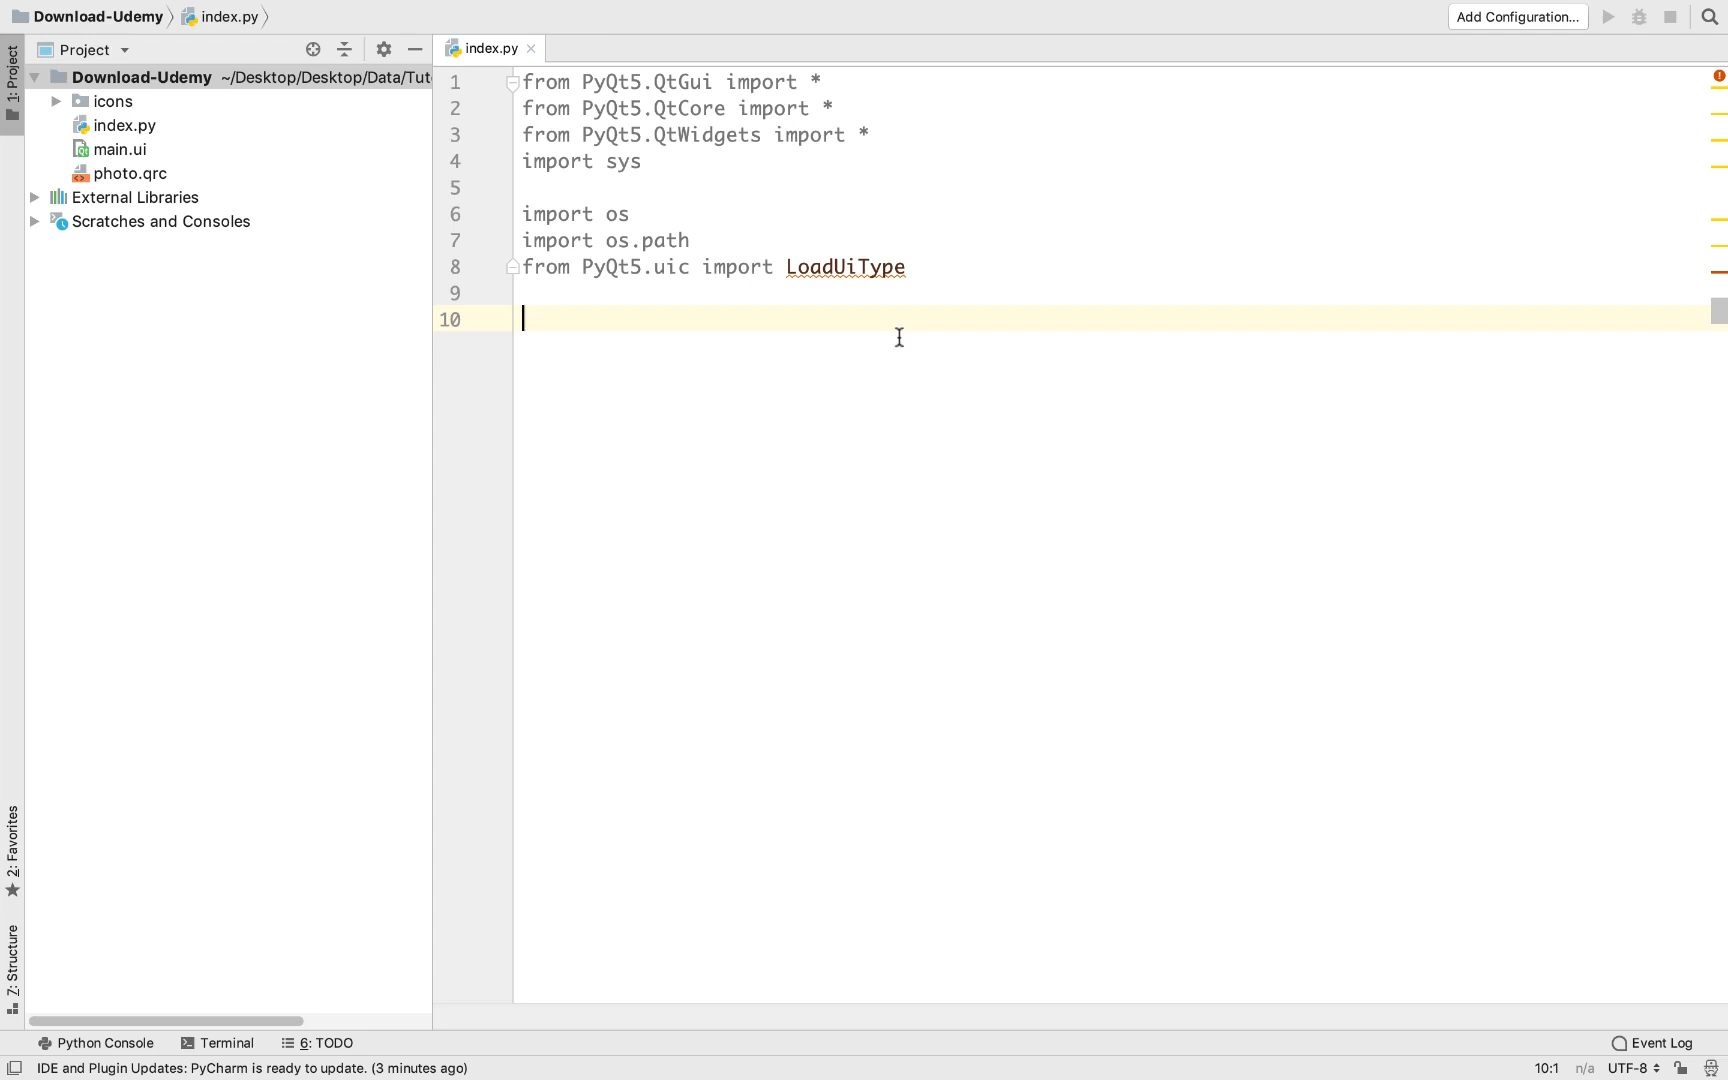 Download-Udemy index.py Add Configuration...
1: Project
Project
index.py
Download-Udemy ~/Desktop/Desktop/Data/Tut
icons
index.py
main.ui
photo.qrc
External Libraries
Scratches and Consoles
1 from PyQt5.QtGui import *
2 from PyQt5.QtCore import *
3 from PyQt5.QtWidgets import *
4 import sys
5
6 import os
7 import os.path
8 from PyQt5.uic import LoadUiType
9
10
2: Favorites
7: Structure
Python Console Terminal 6: TODO Event Log
IDE and Plugin Updates: PyCharm is ready to update. (3 minutes ago) 10:1 n/a UTF-8